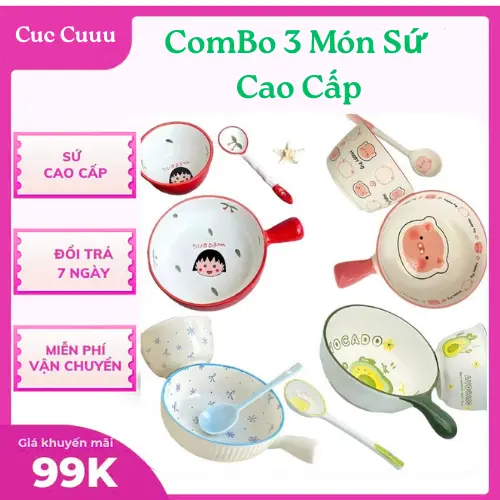 Cuc Cuuu
ComBo 3 Món Sứ
Cao Cấp
SỨ
CAO CẤP
ĐỔI TRẢ
7 NGÀY
MIỄN PHÍ
VẬN CHUYỂN
AVOCADO
Giá khuyến mãi
99K